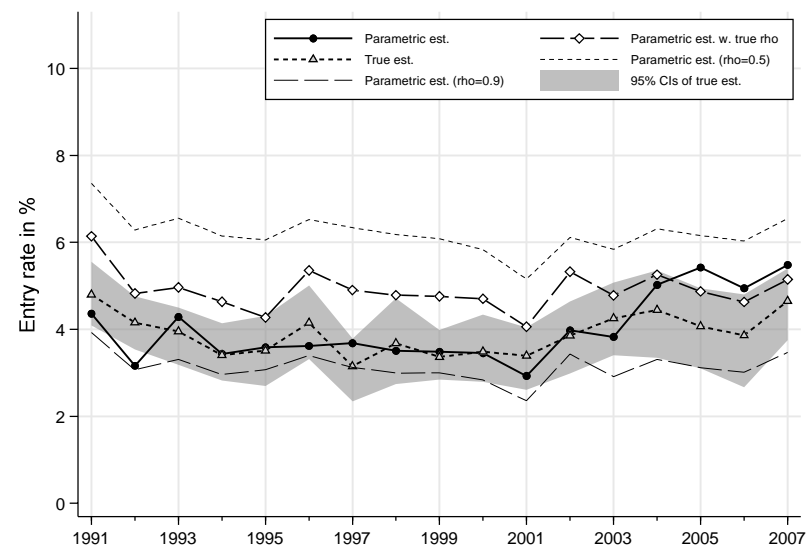 Parametric est.
Parametric est. w. true rho
True est.
Parametric est. (rho=0.5)
Parametric est. (rho=0.9)
95% CIs of true est.
10
8
6
4
2
0
Entry rate in %
1991 1993 1995 1997 1999 2001 2003 2005 2007